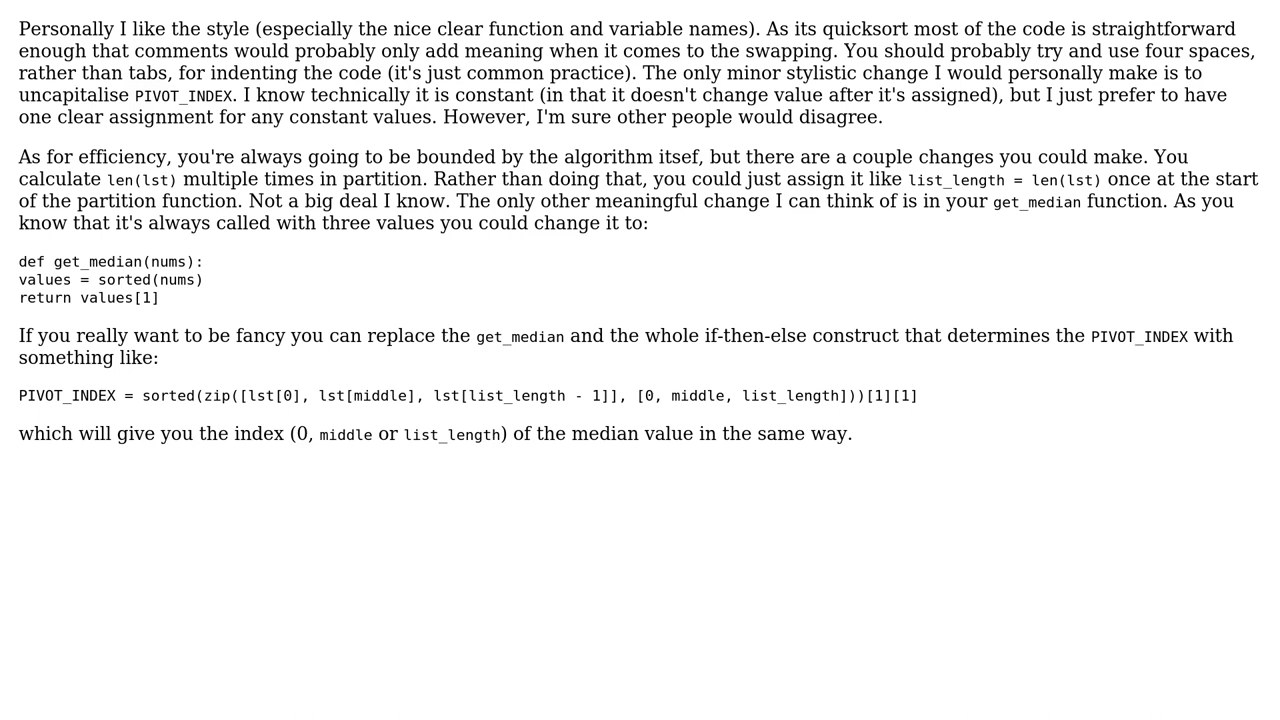 Personally I like the style (especially the nice clear function and variable names). As its quicksort most of the code is straightforward
enough that comments would probably only add meaning when it comes to the swapping. You should probably try and use four spaces,
rather than tabs, for indenting the code (it's just common practice). The only minor stylistic change I would personally make is to
uncapitalise PIVOT_INDEX. I know technically it is constant (in that it doesn't change value after it's assigned), but I just prefer to have
one clear assignment for any constant values. However, I'm sure other people would disagree.
As for efficiency, you're always going to be bounded by the algorithm itsef, but there are a couple changes you could make. You
calculate len(lst) multiple times in partition. Rather than doing that, you could just assign it like list_length = len(lst) once at the start
of the partition function. Not a big deal I know. The only other meaningful change I can think of is in your get_median function. As you
know that it's always called with three values you could change it to:
def get_median(nums):
values = sorted(nums)
return values[1]
If you really want to be fancy you can replace the get_median and the whole if-then-else construct that determines the PIVOT_INDEX with
something like:
PIVOT_INDEX = sorted(zip([lst[0], lst[middle], lst[list_length - 1]], [0, middle, list_length]))[1][1]
which will give you the index (0, middle or list_length) of the median value in the same way.